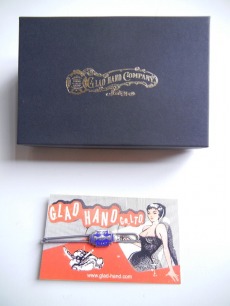 GLAD HAND COMPANY
GLAD HAND CO. LTD
www.glad-hand.com